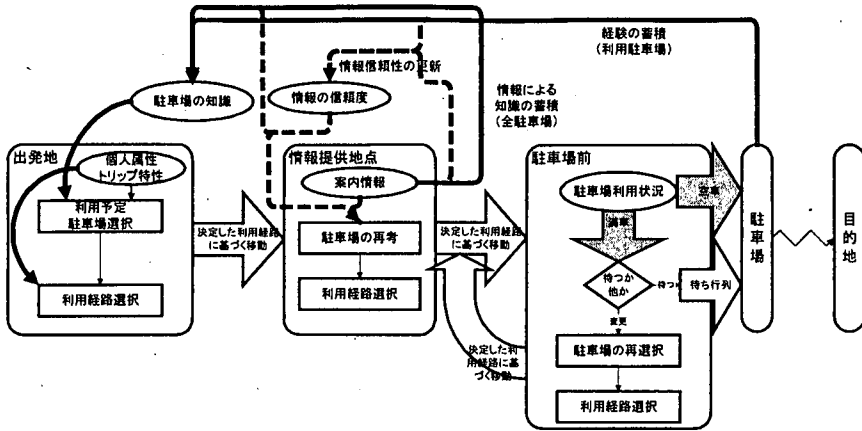 経験の蓄積
(利用駐車場)
情報信頼性の更新
情報による
知識の蓄積
(全駐車場)
駐車場の知識
情報の信頼度
出発地
個人属性
トリップ特性
利用予定
駐車場選択
利用経路選択
決定した利用経路
に基づく移動
情報提供地点
案内情報
駐車場の再考
利用経路選択
決定した利用経路
に基づく移動
決定した利
用経路に基
づく移動
駐車場前
駐車場利用状況
空車
満車
待つか
他か
待つ
待ち行列
変更
駐車場の再選択
利用経路選択
駐車場
目的地